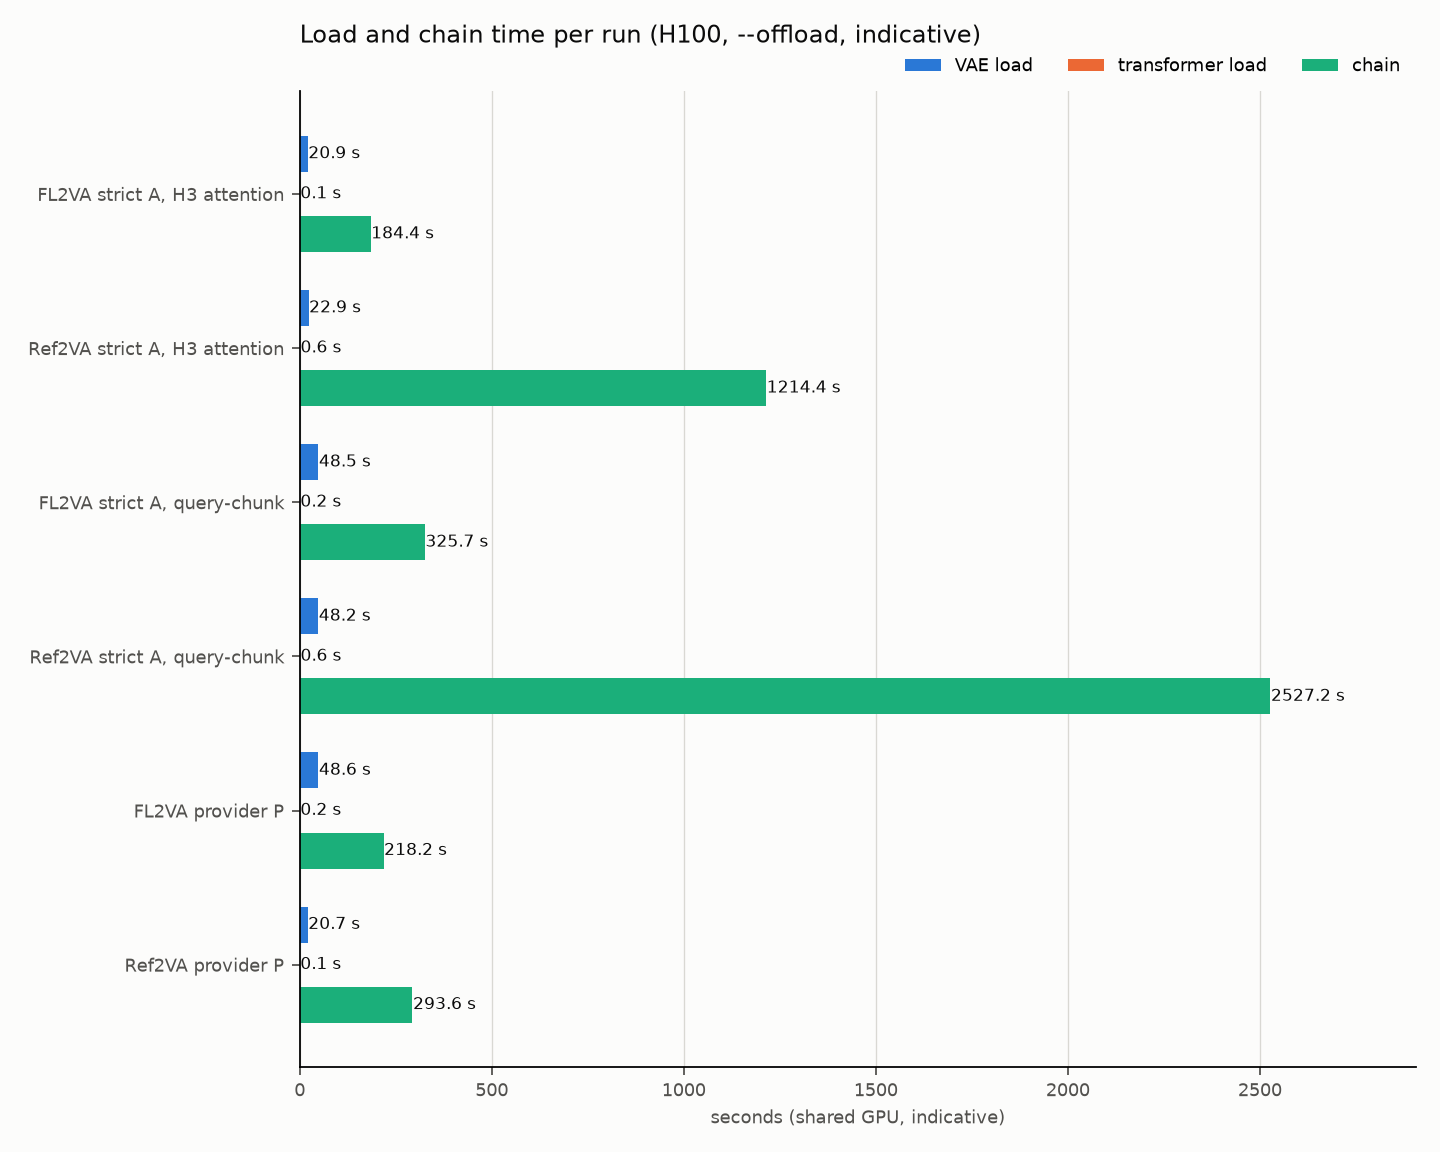 Load and chain time per run (H100, --offload, indicative)
VAE load
transformer load
chain
FL2VA strict A, H3 attention
20.9 s
0.1 s
184.4 s
Ref2VA strict A, H3 attention
22.9 s
0.6 s
1214.4 s
FL2VA strict A, query-chunk
48.5 s
0.2 s
325.7 s
Ref2VA strict A, query-chunk
48.2 s
0.6 s
2527.2 s
FL2VA provider P
48.6 s
0.2 s
218.2 s
Ref2VA provider P
20.7 s
0.1 s
293.6 s
0
500
1000
1500
2000
2500
seconds (shared GPU, indicative)